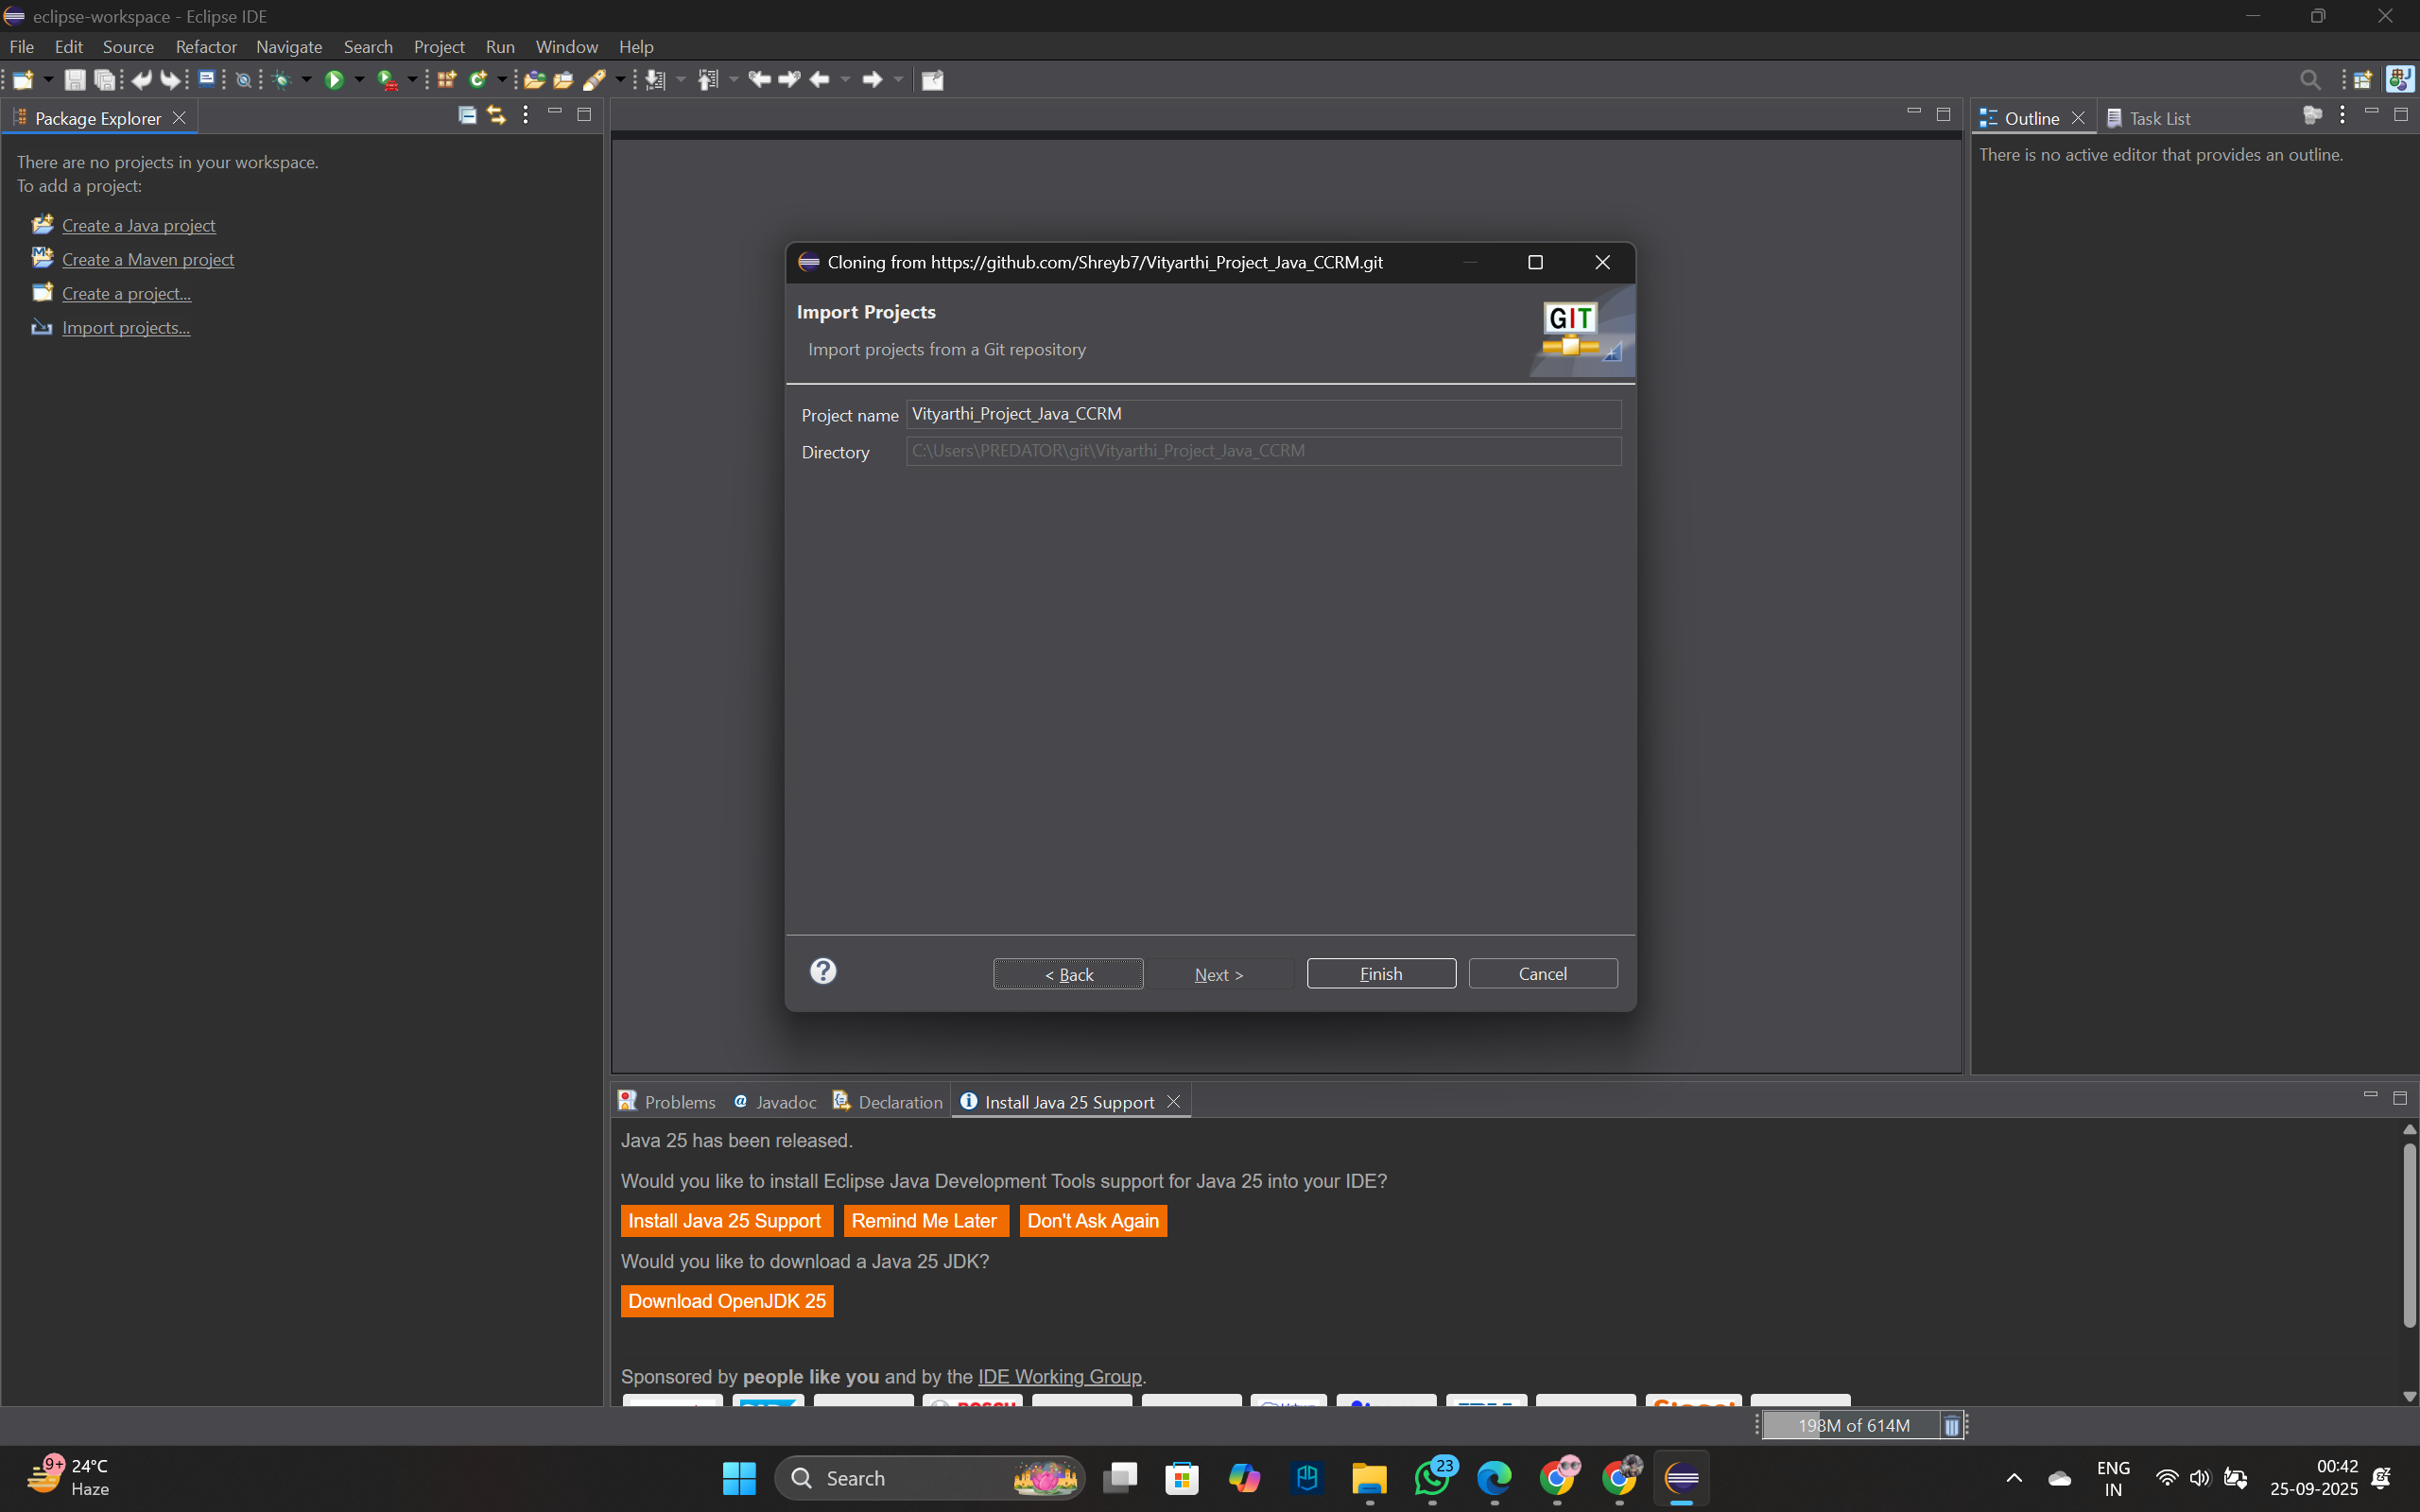 eclipse-workspace - Eclipse IDE
File Edit Source Refactor Navigate Search Project Run Window Help
Package Explorer
There are no projects in your workspace.
To add a project:
Create a Java project
Create a Maven project
Create a project...
Import projects...
Cloning from https://github.com/Shreyb7/Vityarthi_Project_Java_CCRM.git
Import Projects
Import projects from a Git repository
GIT
Project name Vityarthi_Project_Java_CCRM
Directory C:\Users\PREDATOR\git\Vityarthi_Project_Java_CCRM
< Back Next > Finish Cancel
Outline Task List
There is no active editor that provides an outline.
Problems Javadoc Declaration Install Java 25 Support
Java 25 has been released.
Would you like to install Eclipse Java Development Tools support for Java 25 into your IDE?
Install Java 25 Support Remind Me Later Don't Ask Again
Would you like to download a Java 25 JDK?
Download OpenJDK 25
Sponsored by people like you and by the IDE Working Group.
198M of 614M
9+ 24°C
Haze
Search
23
ENG
IN
00:42
25-09-2025